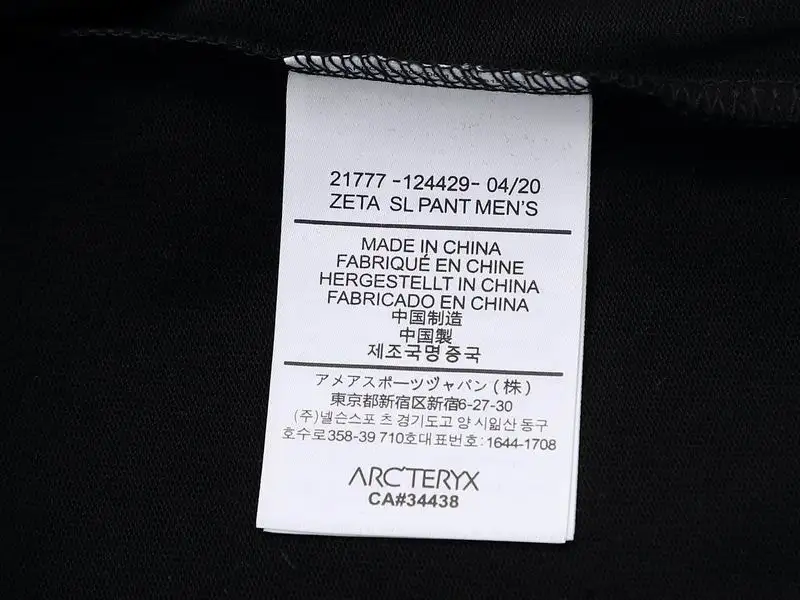 21777 -124429- 04/20
ZETA SL PANT MEN'S
MADE IN CHINA
FABRIQUÉ EN CHINE
HERGESTELLT IN CHINA
FABRICADO EN CHINA
中国制造
中国製
제조국명중국
アメアスポーツヅャパン(株)
東京都新宿区新宿6-27-30
(주)넬슨스포 츠 경기도고 양 시일산 동구
호수로358-39 710호대표번호:1644-1708
ARC'TERYX
CA#34438